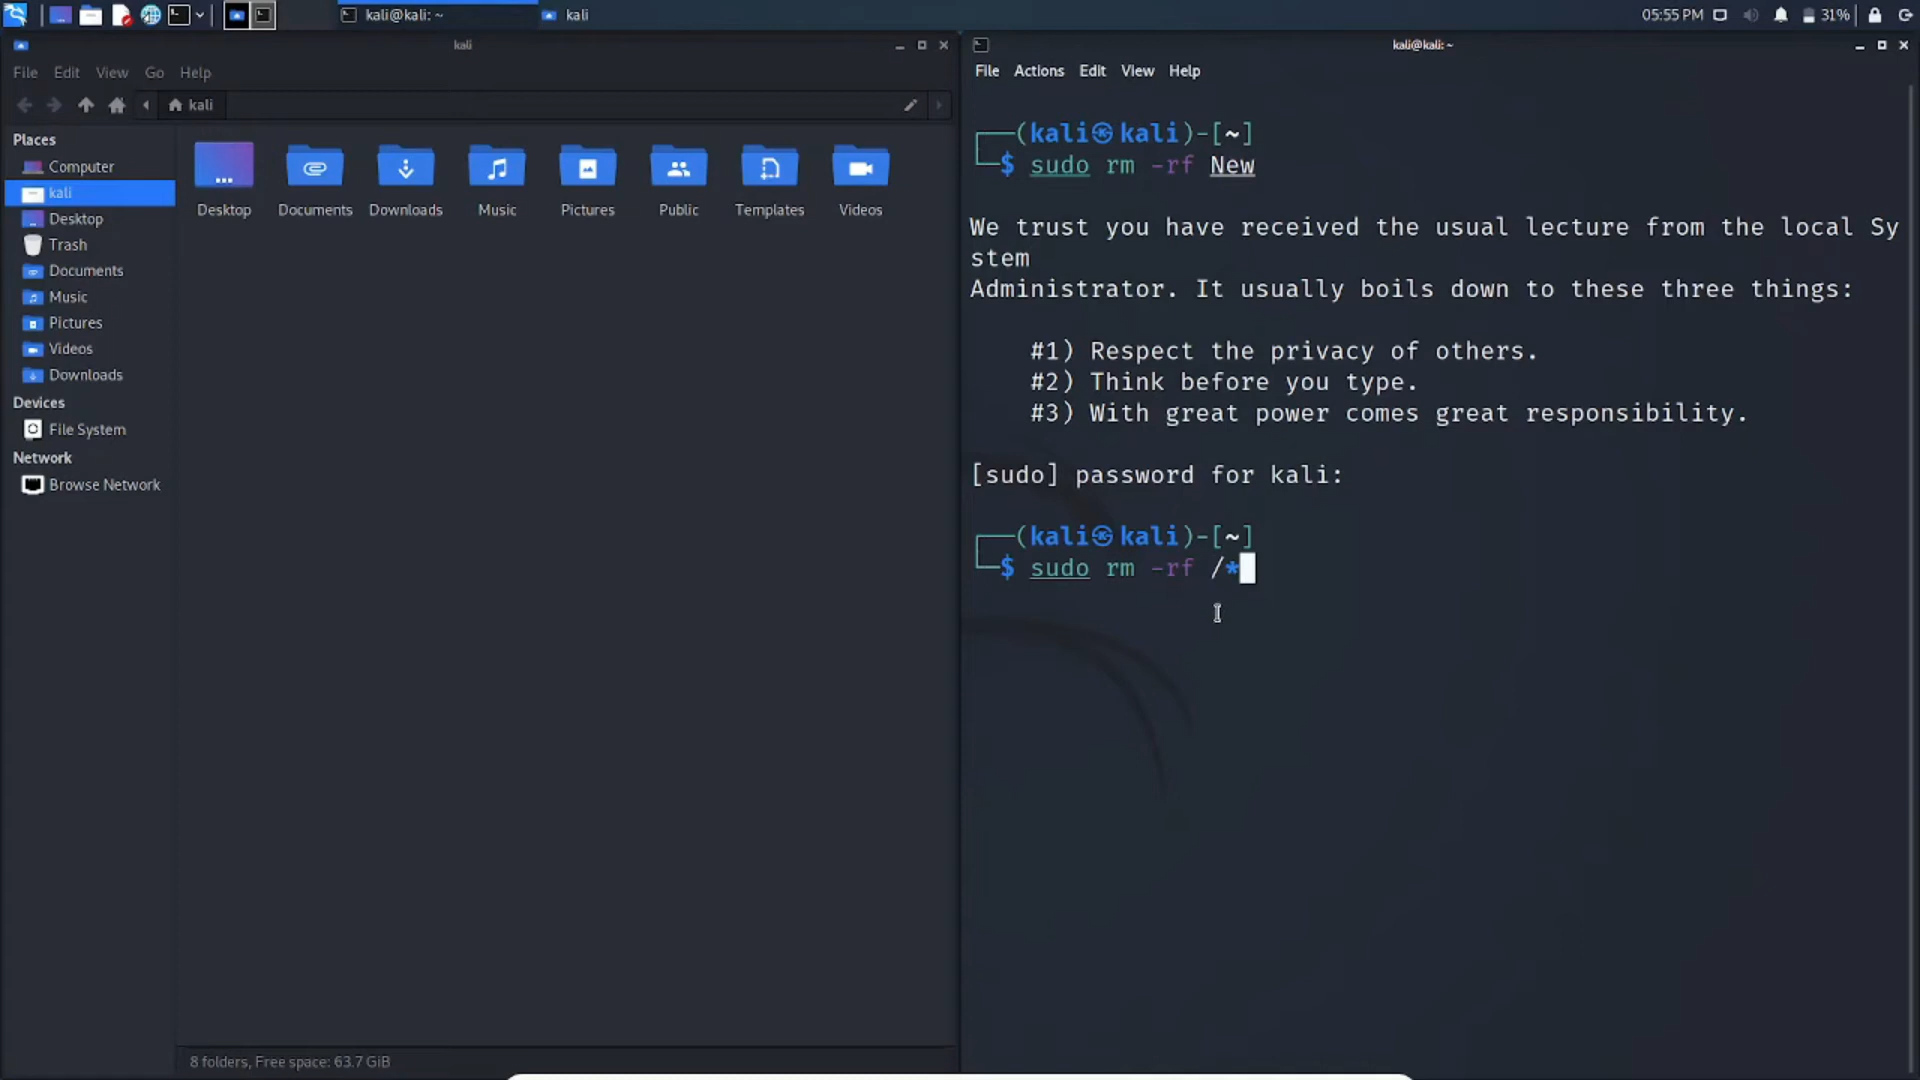 kali@kali: ~
kali
05:55 PM
31%
kali
File Edit View Go Help
kali
Places
Computer
kali
Desktop
Trash
Documents
Music
Pictures
Videos
Downloads
Devices
File System
Network
Browse Network
Desktop Documents Downloads Music Pictures Public Templates Videos
8 folders, Free space: 63.7 GiB
kali@kali: ~
File Actions Edit View Help
┌──(kali㉿kali)-[~]
└─$ sudo rm -rf New
We trust you have received the usual lecture from the local Sy
stem
Administrator. It usually boils down to these three things:
#1) Respect the privacy of others.
#2) Think before you type.
#3) With great power comes great responsibility.
[sudo] password for kali:
┌──(kali㉿kali)-[~]
└─$ sudo rm -rf /*